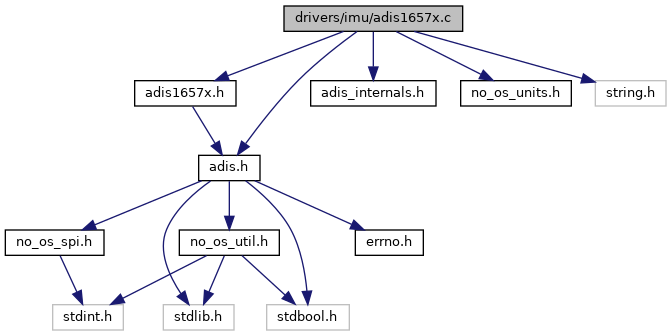 drivers/imu/adis1657x.c
adis1657x.h
adis_internals.h
no_os_units.h
string.h
adis.h
no_os_spi.h
no_os_util.h
errno.h
stdint.h
stdlib.h
stdbool.h